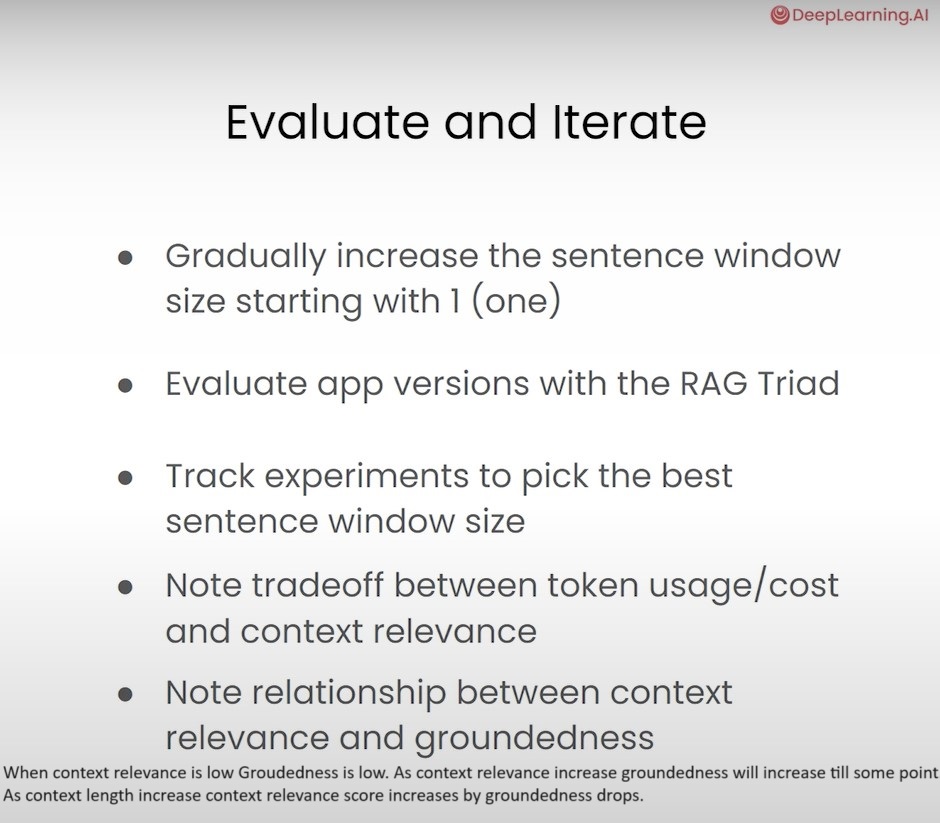 DeepLearning.AI
Evaluate and Iterate
● Gradually increase the sentence window
size starting with 1 (one)
● Evaluate app versions with the RAG Triad
● Track experiments to pick the best
sentence window size
● Note tradeoff between token usage/cost
and context relevance
● Note relationship between context
relevance and groundedness
When context relevance is low Groudedness is low. As context relevance increase groundedness will increase till some point
As context length increase context relevance score increases by groundedness drops.